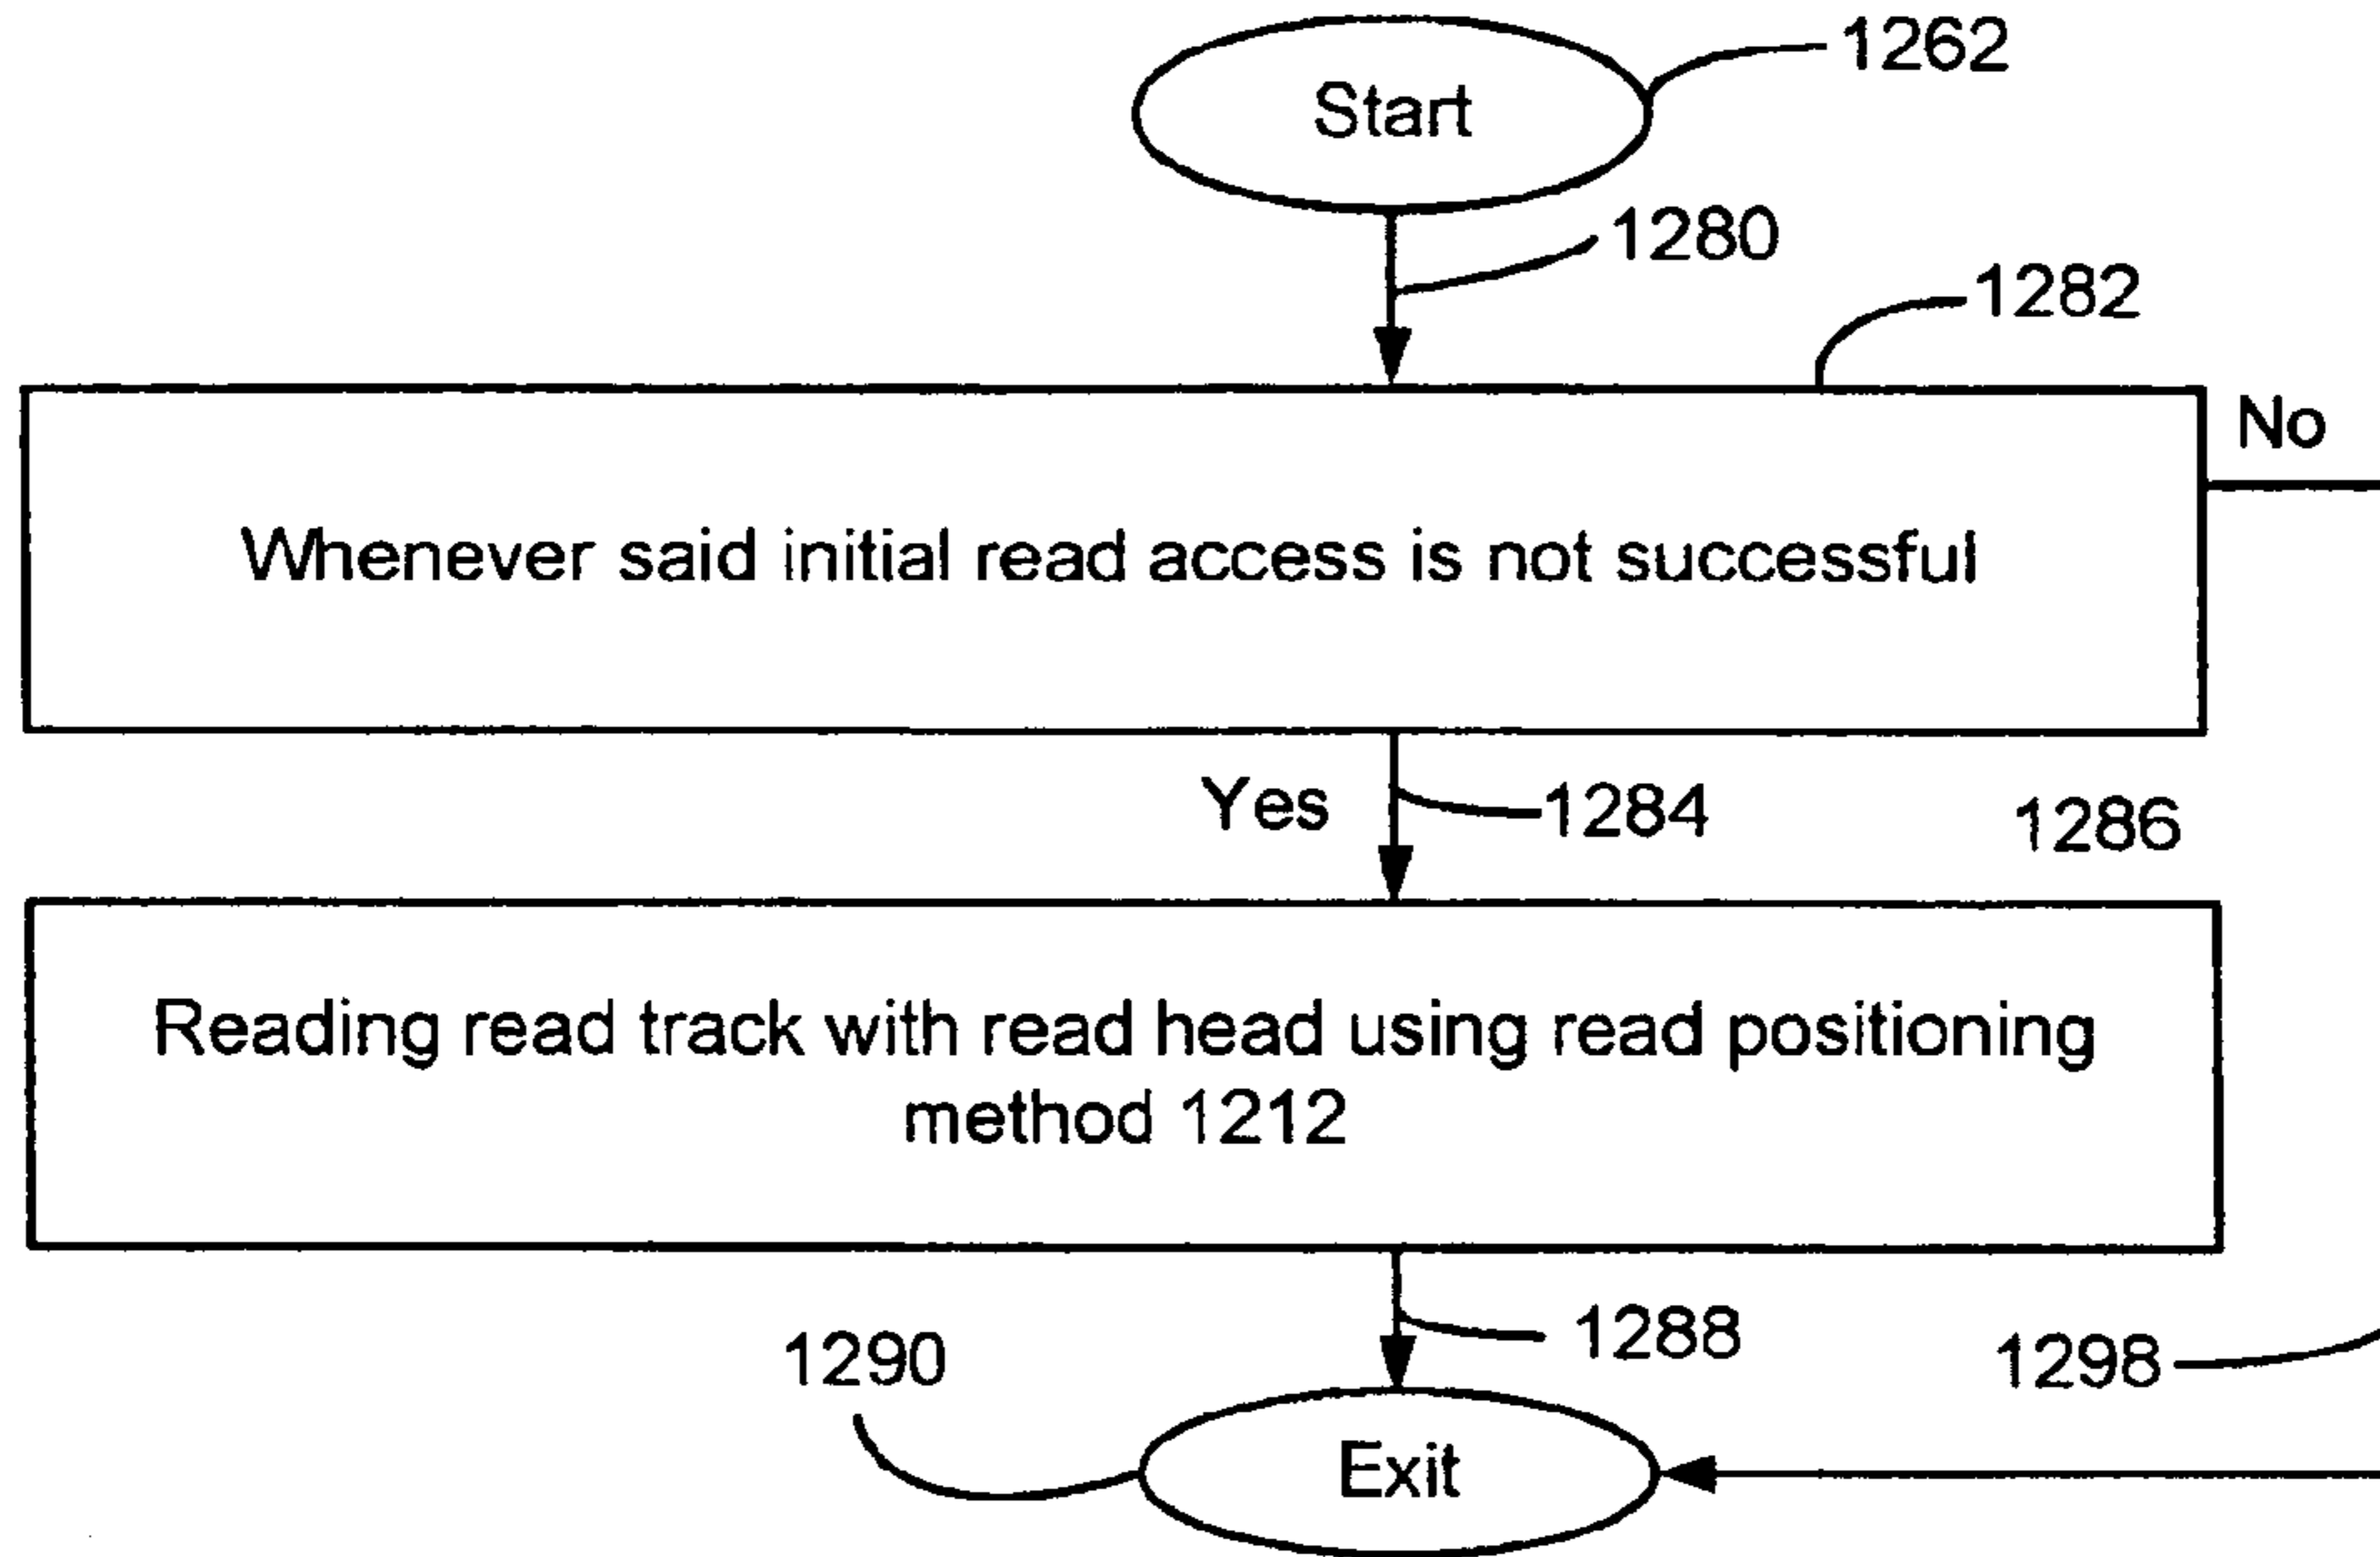 1262
Start
1280
1282
No
Whenever said initial read access is not successful
Yes
1284
1286
Reading read track with read head using read positioning
method 1212
1288
1290
1298
Exit